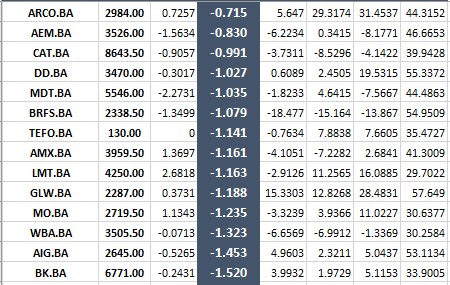 ARCO.BA 2984.00 0.7257 -0.715 5.647 29.3174 31.4537 44.3152
AEM.BA 3526.00 -1.5634 -0.830 -6.2234 0.3415 -8.1771 46.6653
CAT.BA 8643.50 -0.9057 -0.991 -3.7311 -8.5296 -4.1422 39.9428
DD.BA 3470.00 -0.3017 -1.027 0.6089 2.4505 19.5315 55.3372
MDT.BA 5546.00 -2.2731 -1.035 -1.8233 4.6415 -7.5667 44.4863
BRFS.BA 2338.50 -1.3499 -1.079 -18.477 -15.164 -13.867 54.9509
TEFO.BA 130.00 0 -1.141 -0.7634 7.8838 7.6605 35.4727
AMX.BA 3959.50 1.3697 -1.161 -4.1051 -7.2282 2.6841 41.3009
LMT.BA 4250.00 2.6818 -1.163 -2.9126 11.2565 16.0885 29.7022
GLW.BA 2287.00 0.3731 -1.188 15.3303 12.8268 28.4831 57.649
MO.BA 2719.50 1.1343 -1.235 -3.3239 3.9366 11.0227 30.6377
WBA.BA 3505.50 -0.0713 -1.323 -6.6569 -6.9912 -1.3369 30.2584
AIG.BA 2645.00 -0.5265 -1.453 4.9603 2.3211 5.0437 53.1134
BK.BA 6771.00 -0.2431 -1.520 3.9932 1.9729 5.1153 33.9005